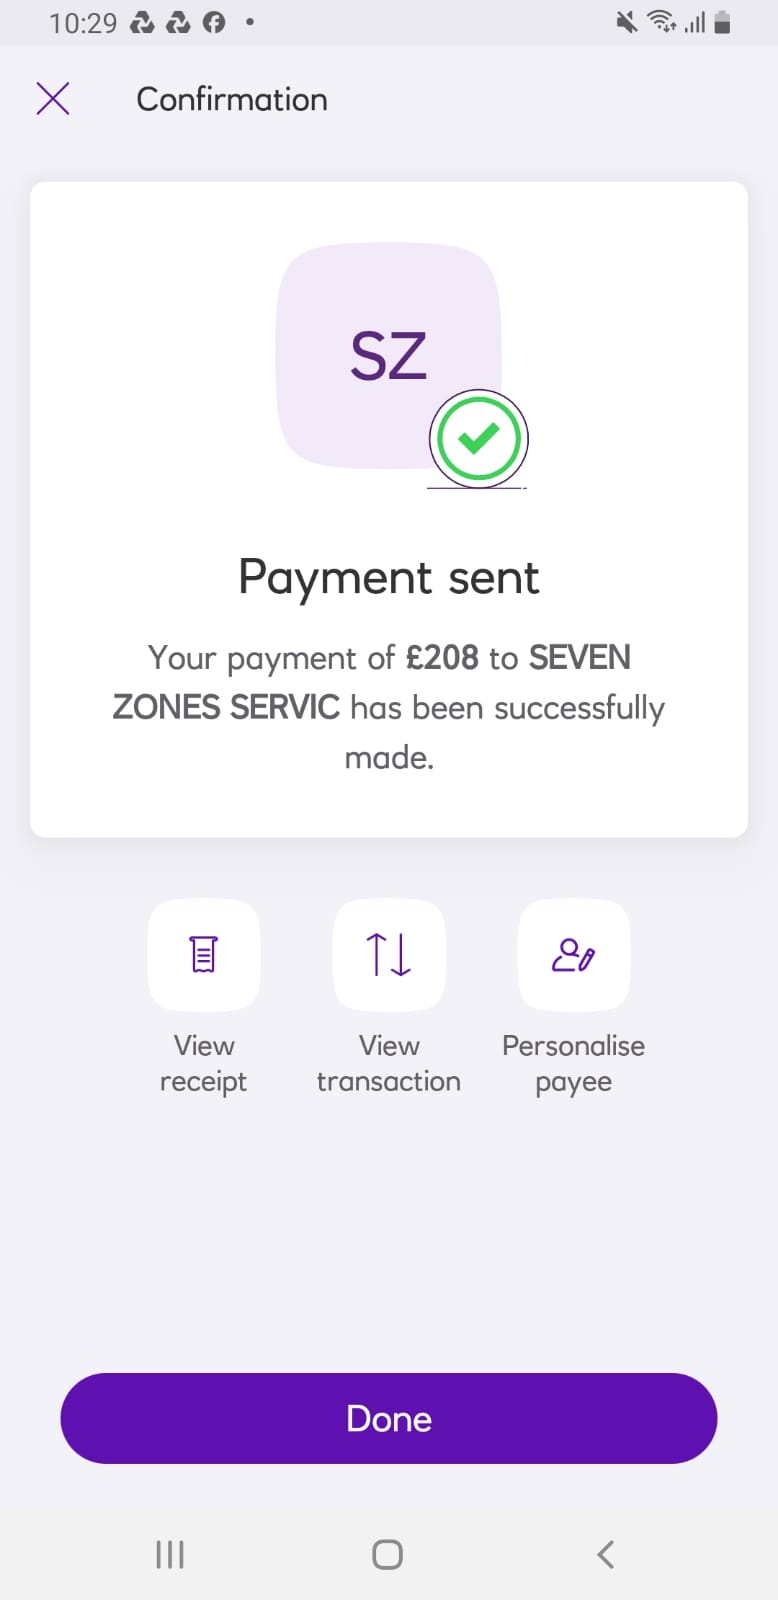 10:29
Confirmation
SZ
Payment sent
Your payment of £208 to SEVEN
ZONES SERVIC has been successfully
made.
View
receipt
View
transaction
Personalise
payee
Done